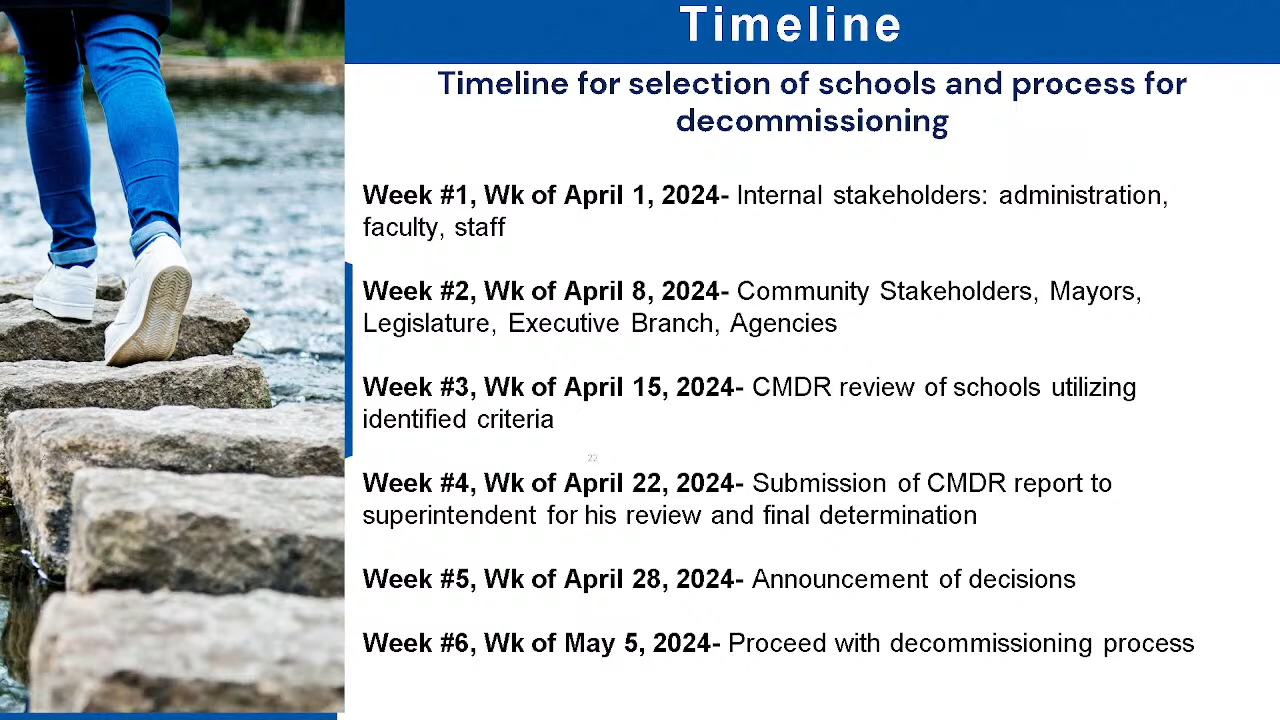 Timeline
Timeline for selection of schools and process for
decommissioning
Week #1, Wk of April 1, 2024- Internal stakeholders: administration,
faculty, staff
Week #2, Wk of April 8, 2024- Community Stakeholders, Mayors,
Legislature, Executive Branch, Agencies
Week #3, Wk of April 15, 2024- CMDR review of schools utilizing
identified criteria
22
Week #4, Wk of April 22, 2024- Submission of CMDR report to
superintendent for his review and final determination
Week #5, Wk of April 28, 2024- Announcement of decisions
Week #6, Wk of May 5, 2024- Proceed with decommissioning process